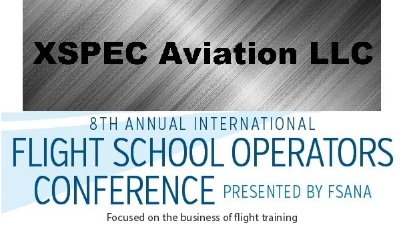 XSPEC Aviation LLC
8TH ANNUAL INTERNATIONAL
FLIGHT SCHOOL OPERATORS
CONFERENCE PRESENTED BY FSANA
Focused on the business of flight training